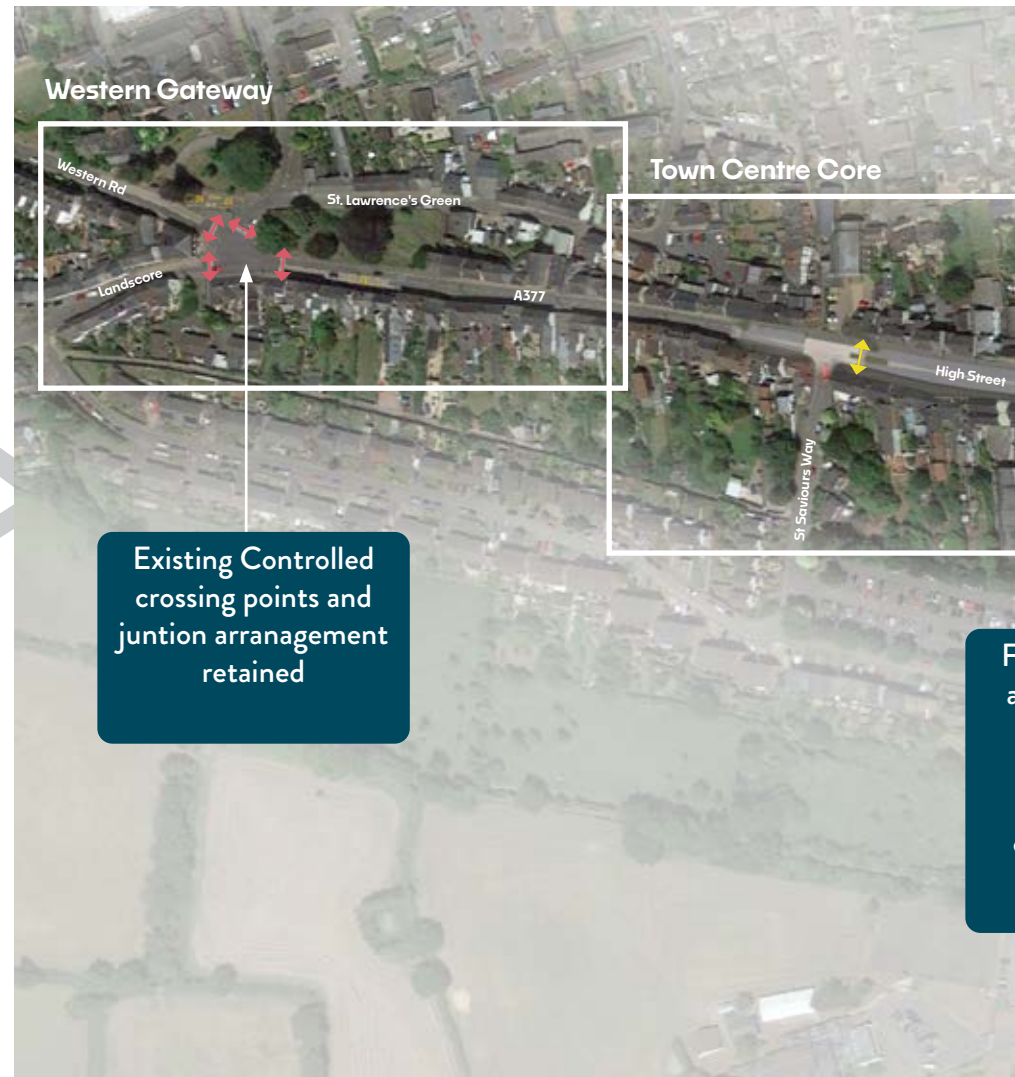 Western Gateway
Town Centre Core
Western Rd
St. Lawrence's Green
Landscore
A377
High Street
St Saviours Way
Existing Controlled
crossing points and
juntion arranagement
retained